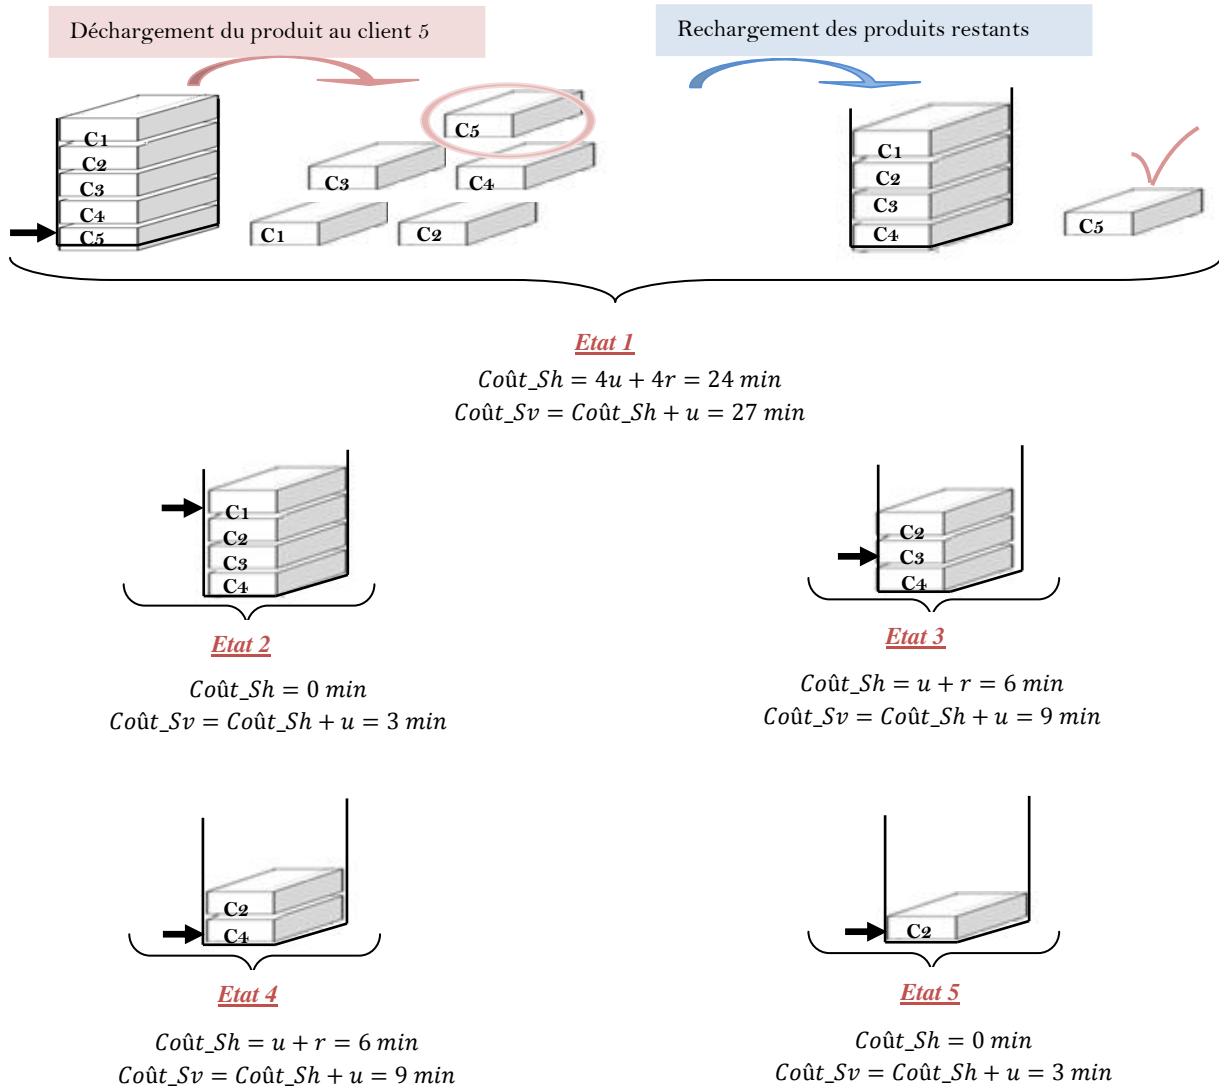 Déchargement du produit au client 5
Rechargement des produits restants
C1
C2
C3
C4
C5
C5
C3
C4
C1
C2
C1
C2
C3
C4
C5
Etat 1
Coût_Sh = 4u + 4r = 24 min
Coût_Sv = Coût_Sh + u = 27 min
C1
C2
C3
C4
Etat 2
Coût_Sh = 0 min
Coût_Sv = Coût_Sh + u = 3 min
C2
C3
C4
Etat 3
Coût_Sh = u + r = 6 min
Coût_Sv = Coût_Sh + u = 9 min
C2
C4
Etat 4
Coût_Sh = u + r = 6 min
Coût_Sv = Coût_Sh + u = 9 min
C2
Etat 5
Coût_Sh = 0 min
Coût_Sv = Coût_Sh + u = 3 min